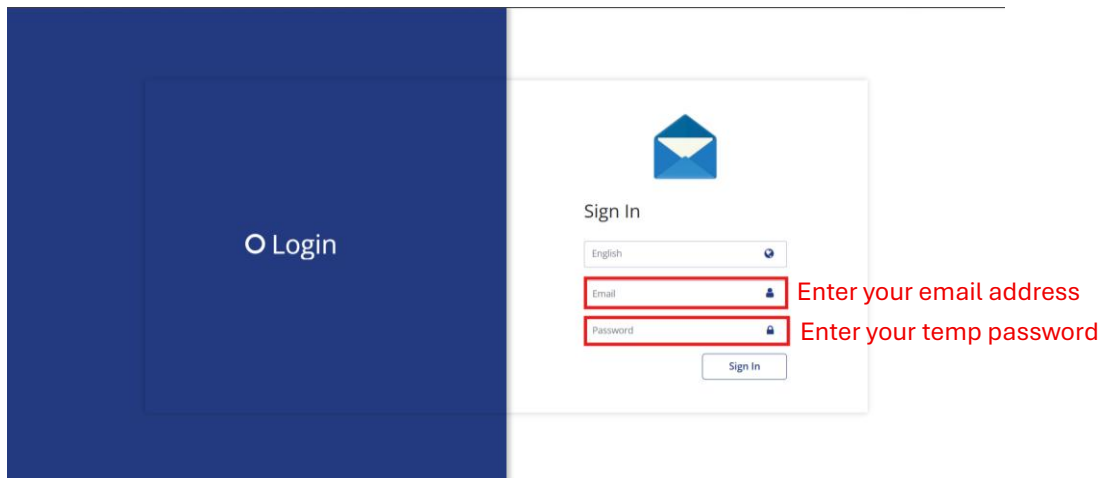 Login
Sign In
English
Email
Enter your email address
Password
Enter your temp password
Sign In